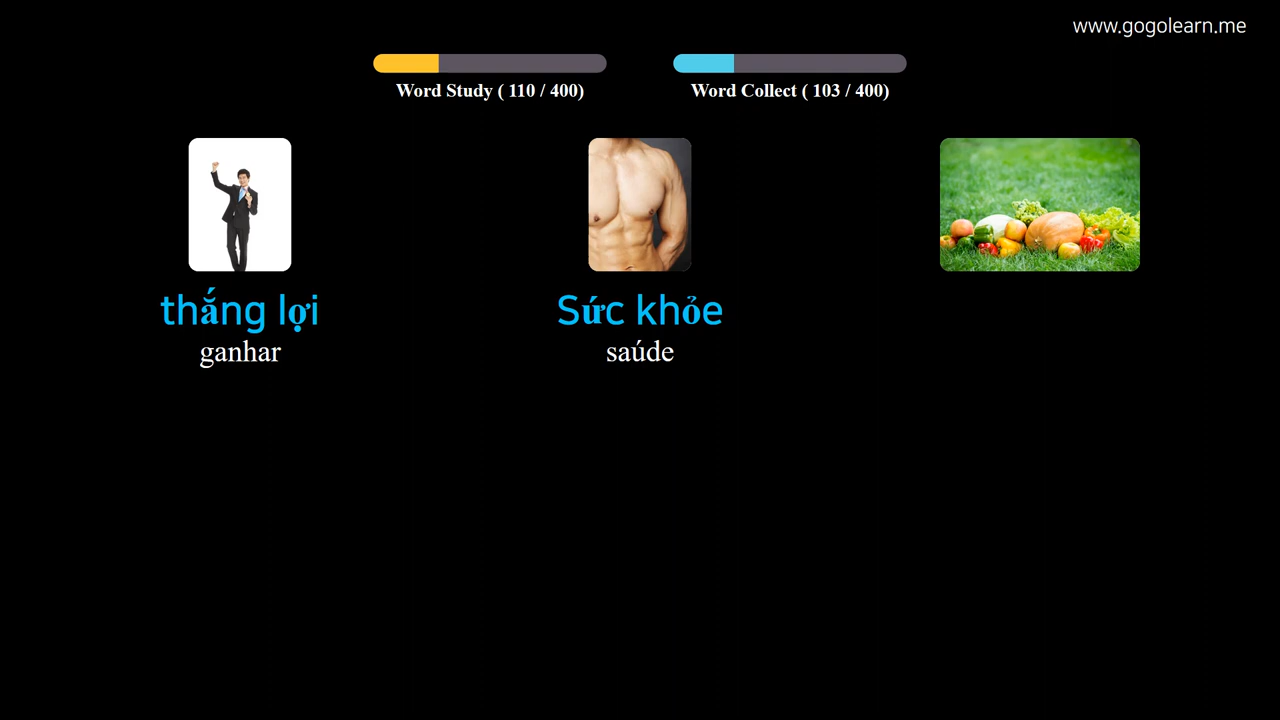 www.gogolearn.me
Word Study ( 110 / 400)
Word Collect ( 103 / 400)
thắng lợi
ganhar
Sức khỏe
saúde